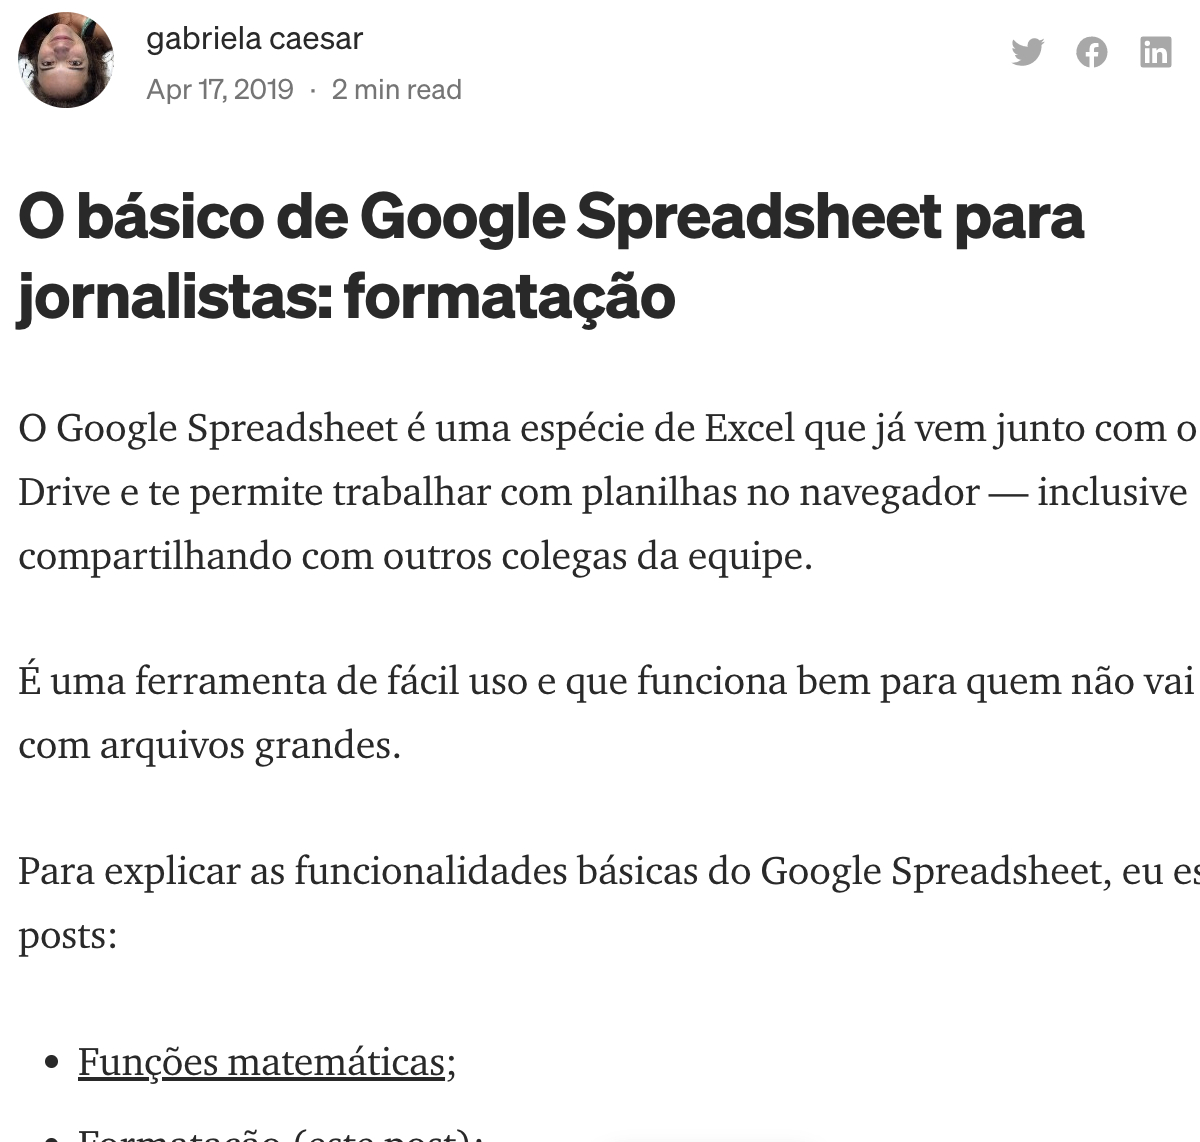 gabriela caesar
Apr 17, 2019 · 2 min read
O básico de Google Spreadsheet para
jornalistas: formatação
O Google Spreadsheet é uma espécie de Excel que já vem junto com o
Drive e te permite trabalhar com planilhas no navegador — inclusive
compartilhando com outros colegas da equipe.
É uma ferramenta de fácil uso e que funciona bem para quem não vai
com arquivos grandes.
Para explicar as funcionalidades básicas do Google Spreadsheet, eu
posts:
• Funções matemáticas;
• Formatação (este post);